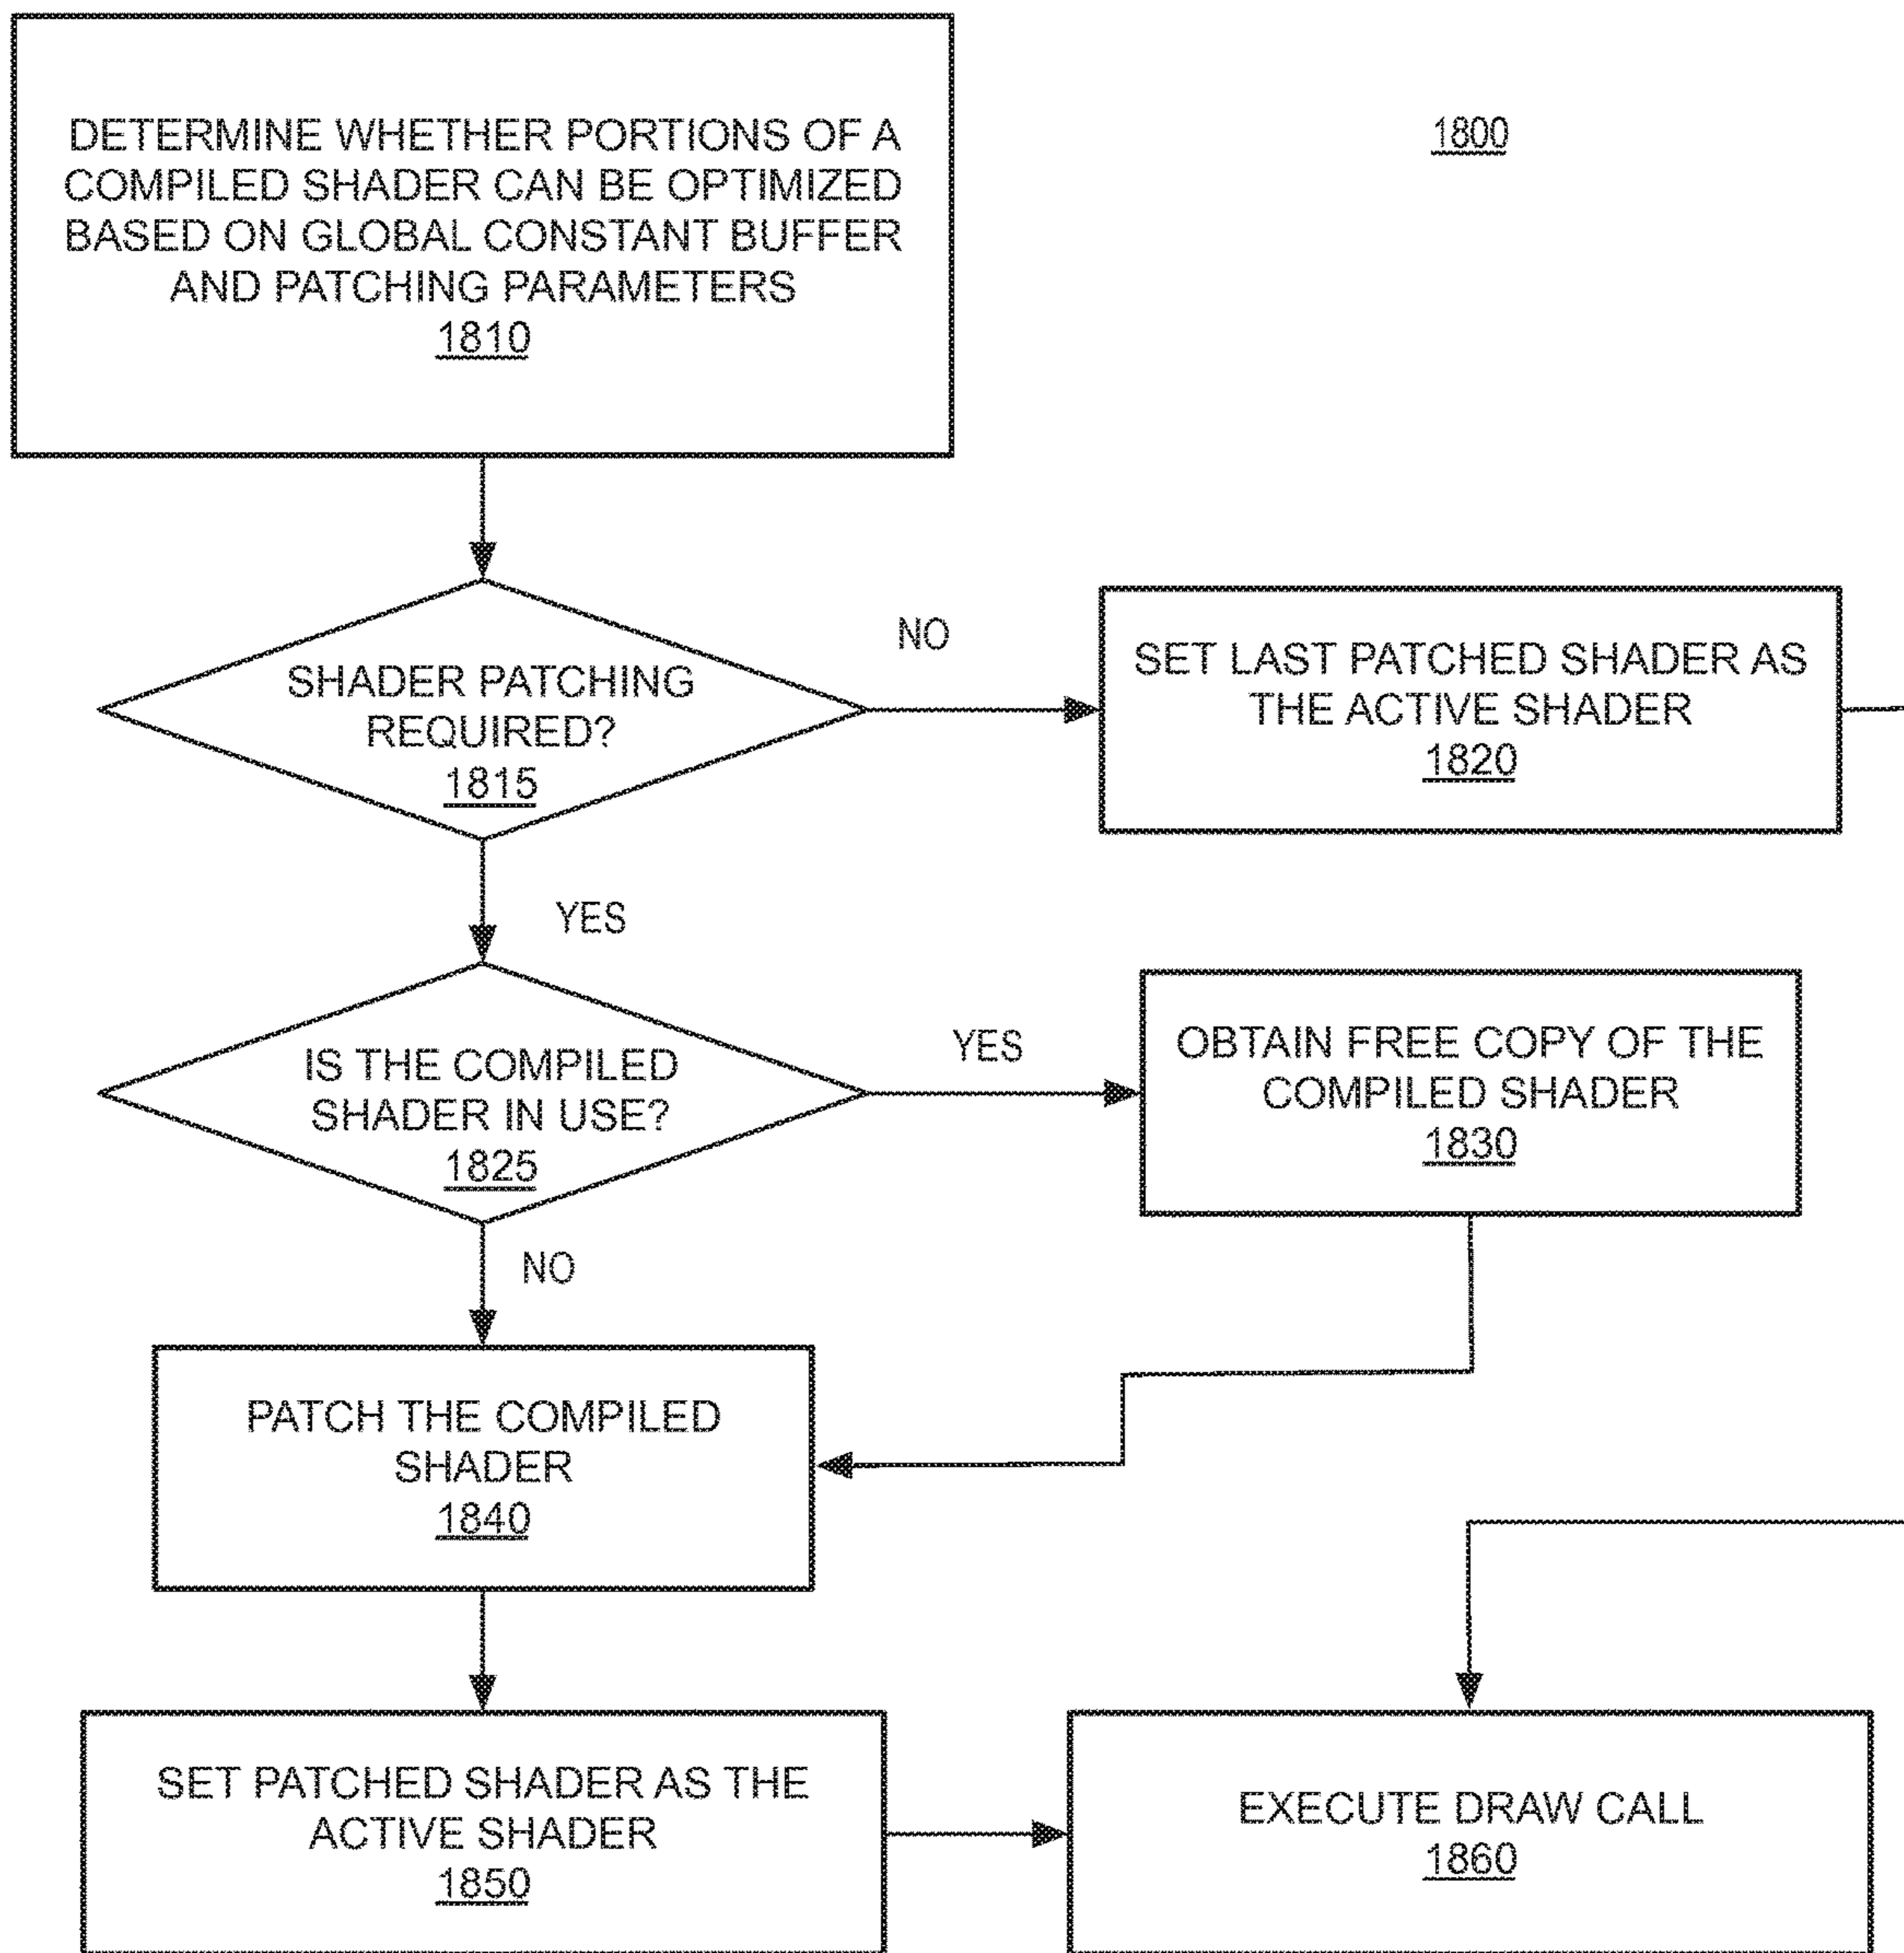 DETERMINE WHETHER PORTIONS OF A
COMPILED SHADER CAN BE OPTIMIZED
BASED ON GLOBAL CONSTANT BUFFER
AND PATCHING PARAMETERS
1810
1800
SHADER PATCHING
REQUIRED?
1815
NO
SET LAST PATCHED SHADER AS
THE ACTIVE SHADER
1820
YES
IS THE COMPILED
SHADER IN USE?
1825
YES
OBTAIN FREE COPY OF THE
COMPILED SHADER
1830
NO
PATCH THE COMPILED
SHADER
1840
SET PATCHED SHADER AS THE
ACTIVE SHADER
1850
EXECUTE DRAW CALL
1860